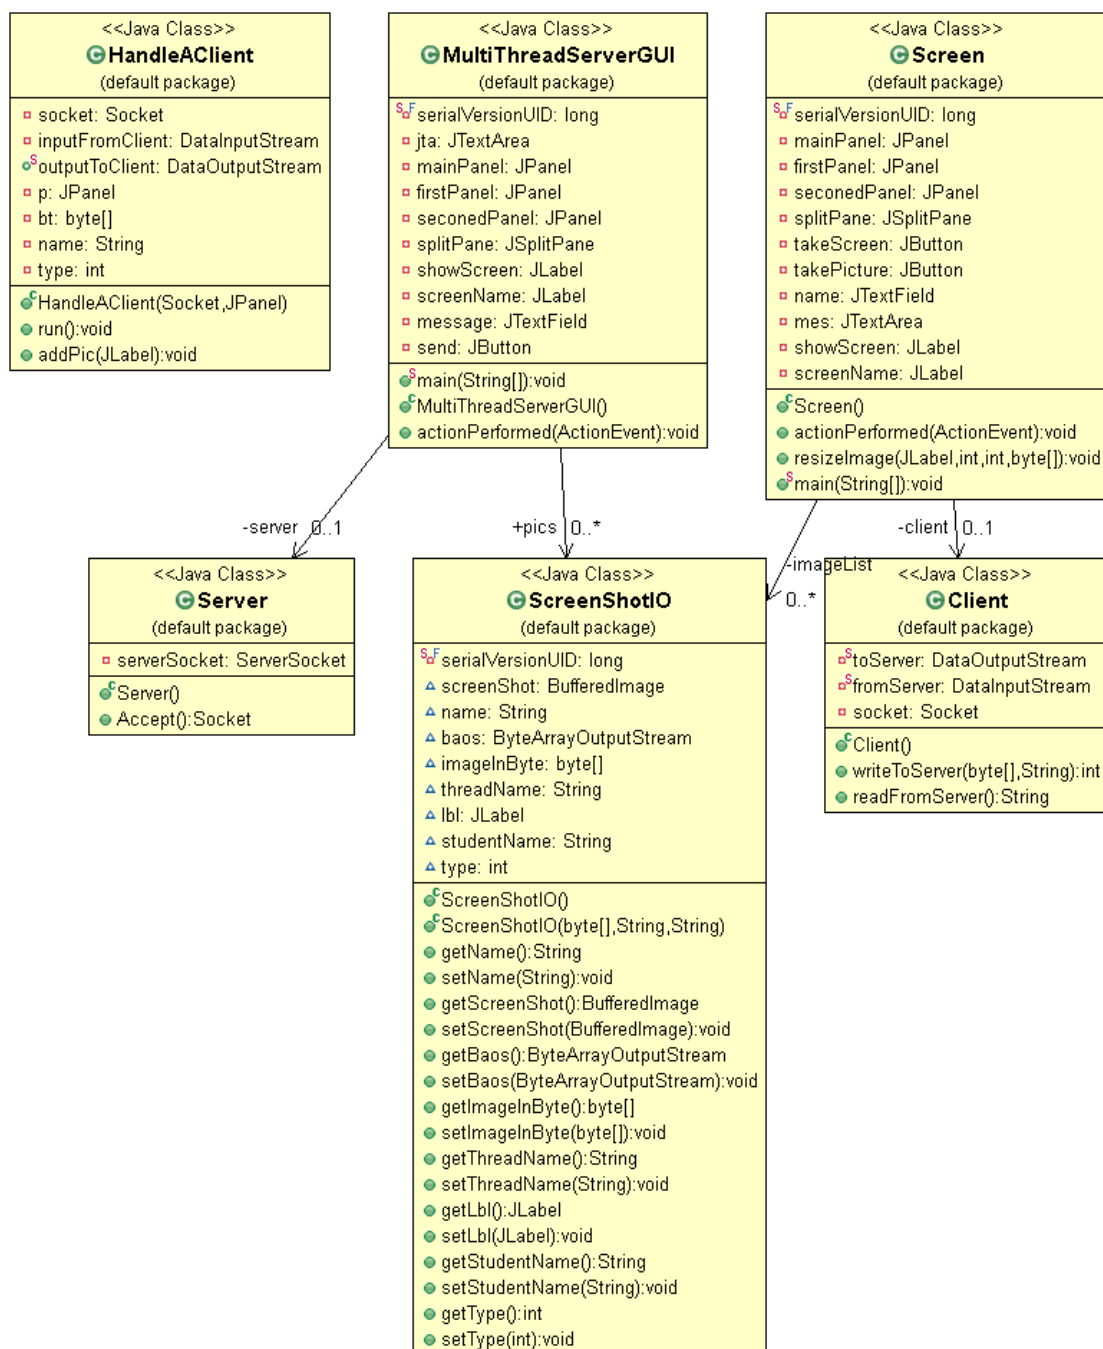 <<Java Class>>
HandleAClient
(default package)
socket: Socket
inputFromClient: DataInputStream
outputToClient: DataOutputStream
p: JPanel
bt: byte[]
name: String
type: int
HandleAClient(Socket,JPanel)
run():void
addPic(JLabel):void
<<Java Class>>
MultiThreadServerGUI
(default package)
serialVersionUID: long
jta: JTextArea
mainPanel: JPanel
firstPanel: JPanel
seconedPanel: JPanel
splitPane: JSplitPane
showScreen: JLabel
screenName: JLabel
message: JTextField
send: JButton
main(String[]):void
MultiThreadServerGUI()
actionPerformed(ActionEvent):void
<<Java Class>>
Screen
(default package)
serialVersionUID: long
mainPanel: JPanel
firstPanel: JPanel
seconedPanel: JPanel
splitPane: JSplitPane
takeScreen: JButton
takePicture: JButton
name: JTextField
mes: JTextArea
showScreen: JLabel
screenName: JLabel
Screen()
actionPerformed(ActionEvent):void
resizeImage(JLabel,int,int,byte[]):void
main(String[]):void
-server 0..1
+pics 0..*
-imageList
0..*
-client 0..1
<<Java Class>>
Server
(default package)
serverSocket: ServerSocket
Server()
Accept():Socket
<<Java Class>>
ScreenShotIO
(default package)
serialVersionUID: long
screenShot: BufferedImage
name: String
baos: ByteArrayOutputStream
imageInByte: byte[]
threadName: String
lbl: JLabel
studentName: String
type: int
ScreenShotIO()
ScreenShotIO(byte[],String,String)
getName():String
setName(String):void
getScreenShot():BufferedImage
setScreenShot(BufferedImage):void
getBaos():ByteArrayOutputStream
setBaos(ByteArrayOutputStream):void
getImageInByte():byte[]
setImageInByte(byte[]):void
getThreadName():String
setThreadName(String):void
getLbl():JLabel
setLbl(JLabel):void
getStudentName():String
setStudentName(String):void
getType():int
setType(int):void
<<Java Class>>
Client
(default package)
toServer: DataOutputStream
fromServer: DataInputStream
socket: Socket
Client()
writeToServer(byte[],String):int
readFromServer():String